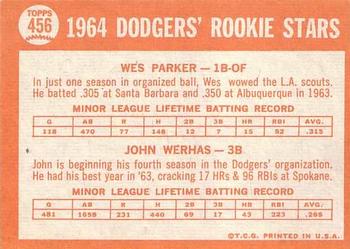 TOPPS
456
1964 DODGERS' ROOKIE STARS
WES PARKER — 1B-OF
In just one season in organized ball, Wes wowed the L.A. scouts.
He batted .305 at Santa Barbara and .350 at Albuquerque in 1963.
MINOR LEAGUE LIFETIME BATTING RECORD
G AB R H 2B 3B HR RBI AVG.
118 470 77 148 12 7 15 52 .315
JOHN WERHAS — 3B
John is beginning his fourth season in the Dodgers' organization.
He had his best year in '63, cracking 17 HRs & 96 RBIs at Spokane.
MINOR LEAGUE LIFETIME BATTING RECORD
G AB R H 2B 3B HR RBI AVG.
481 1658 231 440 69 17 43 223 .265
©T.C.G. PRINTED IN U.S.A.